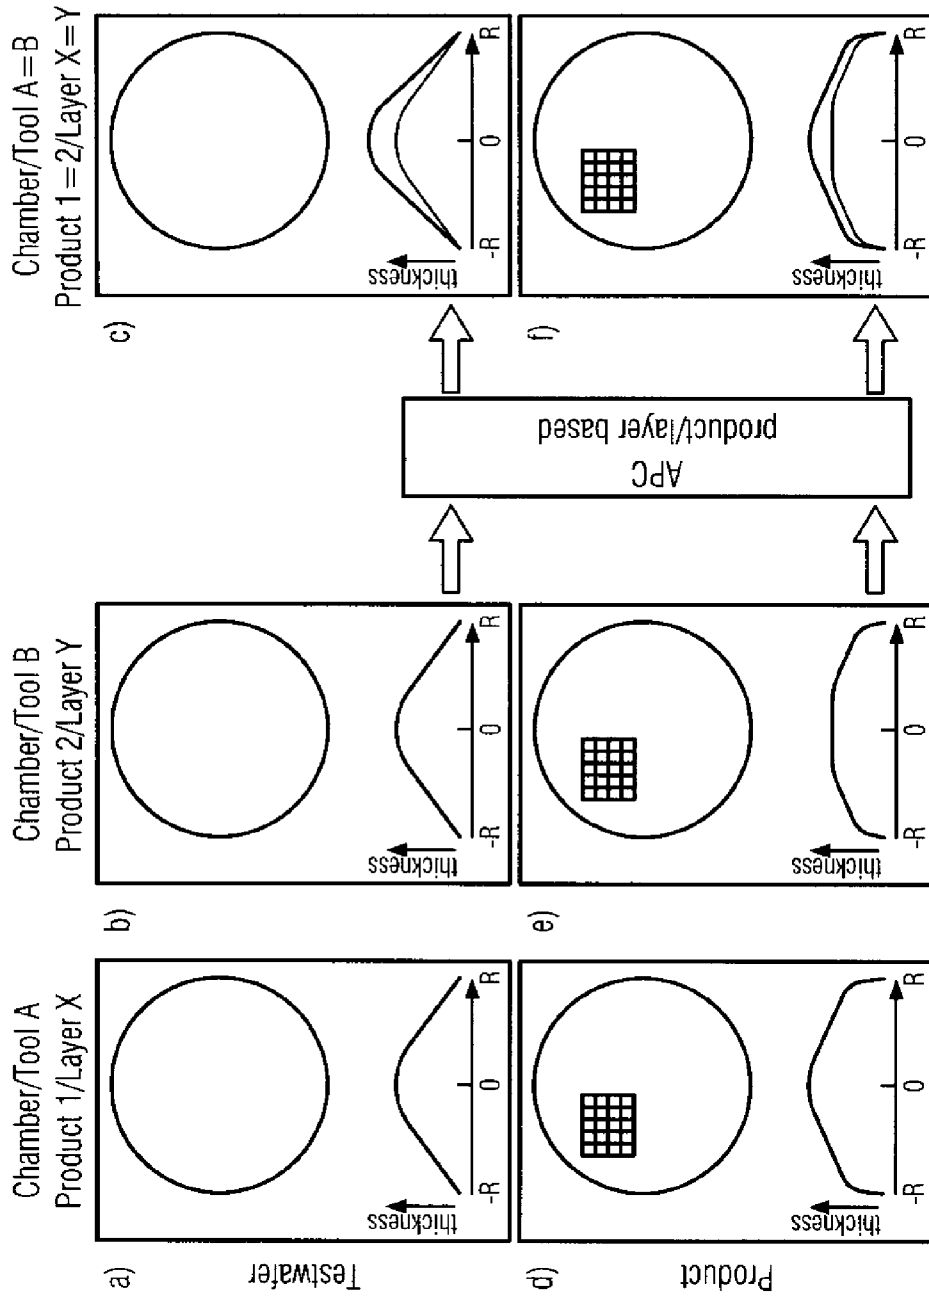 Chamber/Tool A
Product 1/Layer X
Chamber/Tool B
Product 2/Layer Y
Chamber/Tool A = B
Product 1 = 2/Layer X = Y
Testwafer
a)
thickness
-R
0
R
b)
thickness
-R
0
R
c)
thickness
-R
0
R
APC
product/layer based
Product
d)
thickness
-R
0
R
e)
thickness
-R
0
R
f)
thickness
-R
0
R